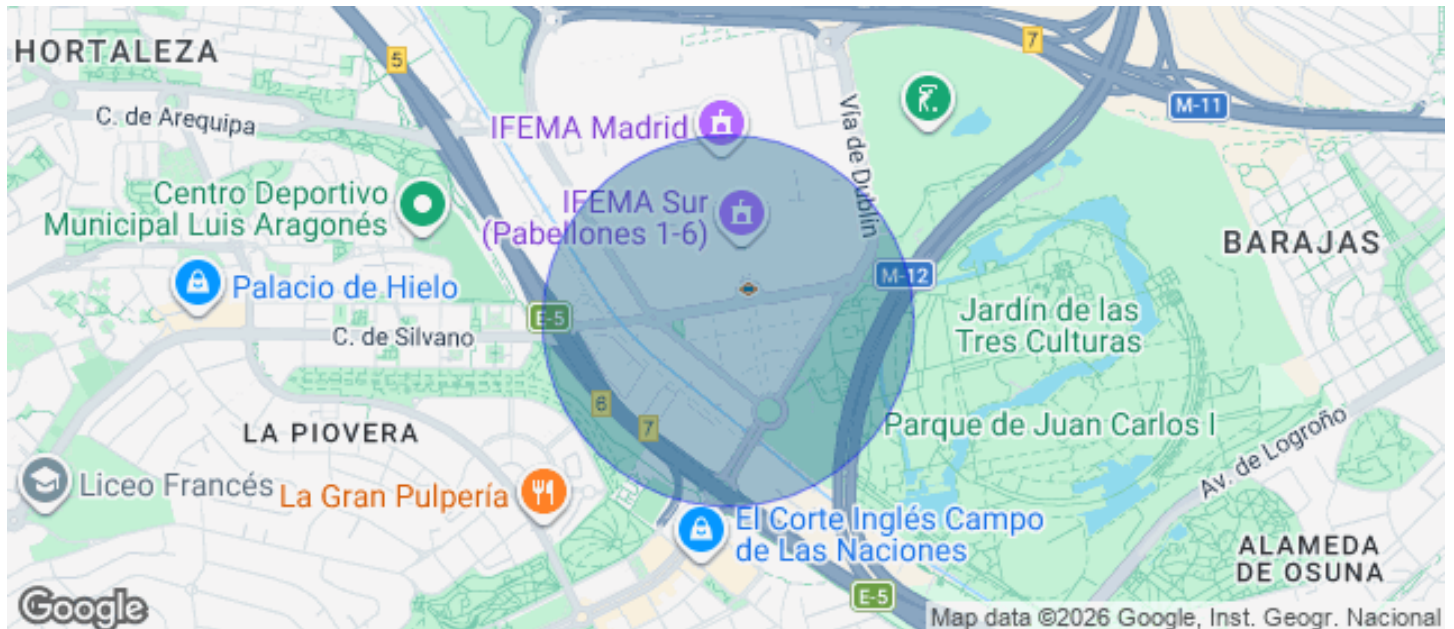 HORTALEZA
5
7
M-11
C. de Arequipa
IFEMA Madrid
Vía de Dublín
Centro Deportivo
Municipal Luis Aragonés
IFEMA Sur
(Pabellones 1-6)
BARAJAS
Palacio de Hielo
M-12
E-5
C. de Silvano
Jardín de las
Tres Culturas
6
7
LA PIOVERA
Parque de Juan Carlos I
Av. de Logroño
Liceo Francés
La Gran Pulpería
El Corte Inglés Campo
de Las Naciones
ALAMEDA
DE OSUNA
E-5
Google
Map data ©2026 Google, Inst. Geogr. Nacional